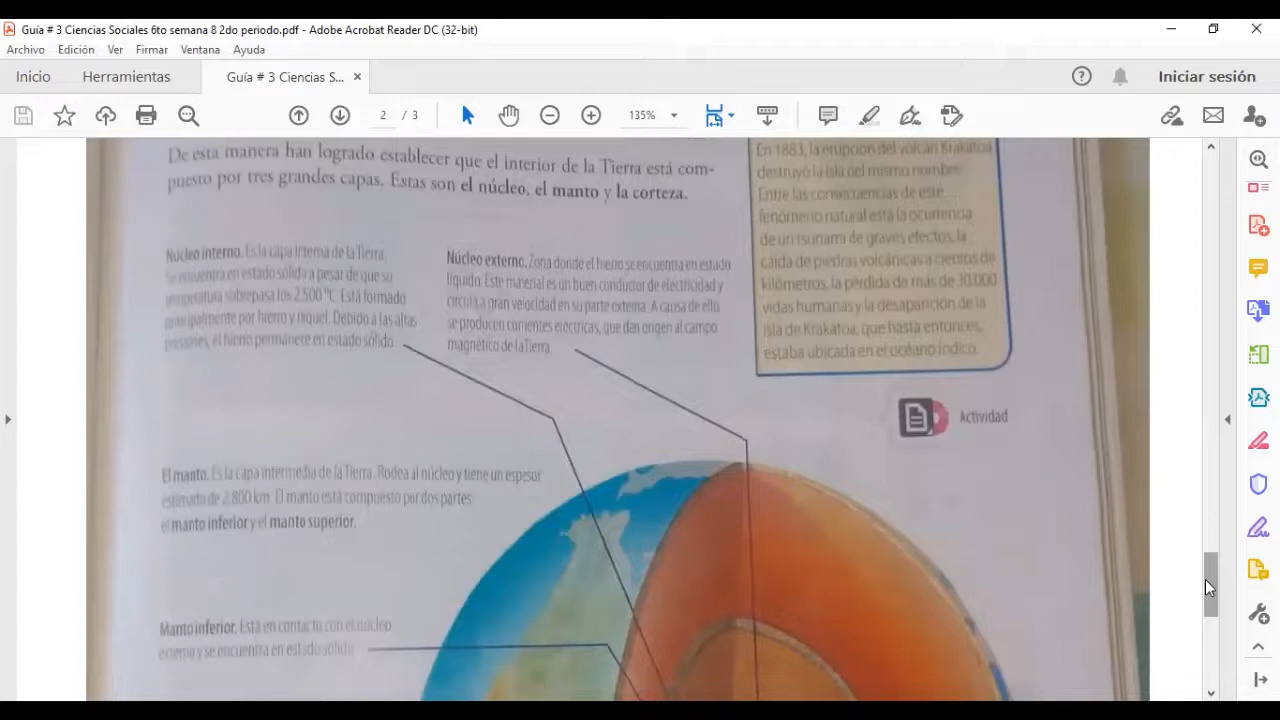 Guía # 3 Ciencias Sociales 6to semana 8 2do periodo.pdf - Adobe Acrobat Reader DC (32-bit)
Archivo Edición Ver Firmar Ventana Ayuda
Inicio Herramientas Guía # 3 Ciencias S... × Iniciar sesión
2 / 3 135%
De esta manera han logrado establecer que el interior de la Tierra está com-
puesto por tres grandes capas. Estas son el núcleo, el manto y la corteza.
En 1883, la erupción del volcán Krakatoa
destruyó la isla del mismo nombre.
Entre las consecuencias de este
fenómeno natural está la ocurrencia
de un tsunami de graves efectos, la
caída de piedras volcánicas a cientos de
kilómetros, la pérdida de más de 30.000
vidas humanas y la desaparición de la
isla de Krakatoa, que hasta entonces,
estaba ubicada en el océano Índico.
Núcleo interno. Es la capa interna de la Tierra.
Se encuentra en estado sólido a pesar de que su
temperatura sobrepasa los 2.500 °C. Está formado
principalmente por hierro y níquel. Debido a las altas
presiones, el hierro permanece en estado sólido.
Núcleo externo. Zona donde el hierro se encuentra en estado
líquido. Este material es un buen conductor de electricidad y
circula a gran velocidad en su parte externa. A causa de ello
se producen corrientes eléctricas, que dan origen al campo
magnético de la Tierra.
Actividad
El manto. Es la capa intermedia de la Tierra. Rodea al núcleo y tiene un espesor
estimado de 2.800 km. El manto está compuesto por dos partes:
el manto inferior y el manto superior.
Manto inferior. Está en contacto con el núcleo
externo y se encuentra en estado sólido.